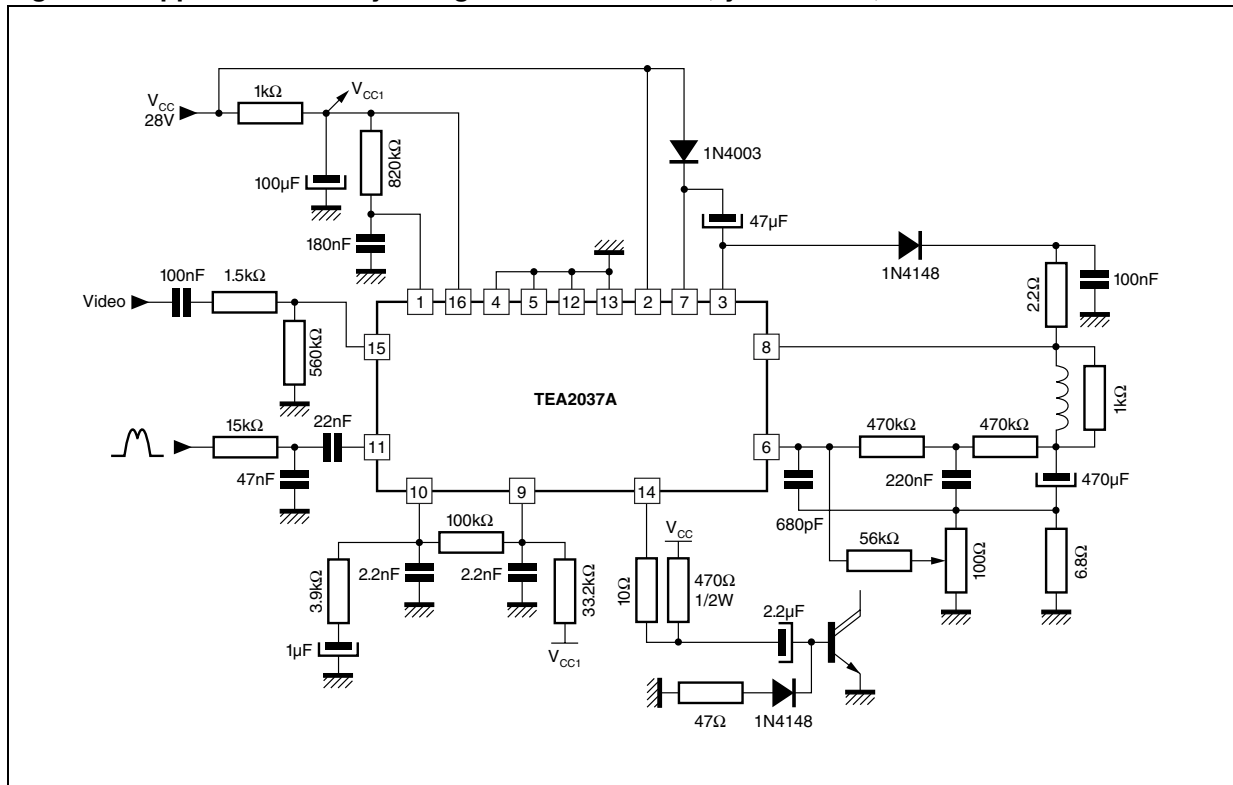 V_CC
28V
1kΩ
V_CC1
100µF
820kΩ
180nF
1N4003
47µF
1N4148
2.2Ω
100nF
100nF
1.5kΩ
Video
560kΩ
1
16
4
5
12
13
2
7
3
15
8
TEA2037A
1kΩ
15kΩ
22nF
11
6
470kΩ
470kΩ
47nF
220nF
470µF
10
9
14
680pF
100kΩ
56kΩ
100Ω
6.8Ω
3.9kΩ
2.2nF
2.2nF
33.2kΩ
V_CC
10Ω
470Ω
1/2W
2.2µF
1µF
V_CC1
47Ω
1N4148